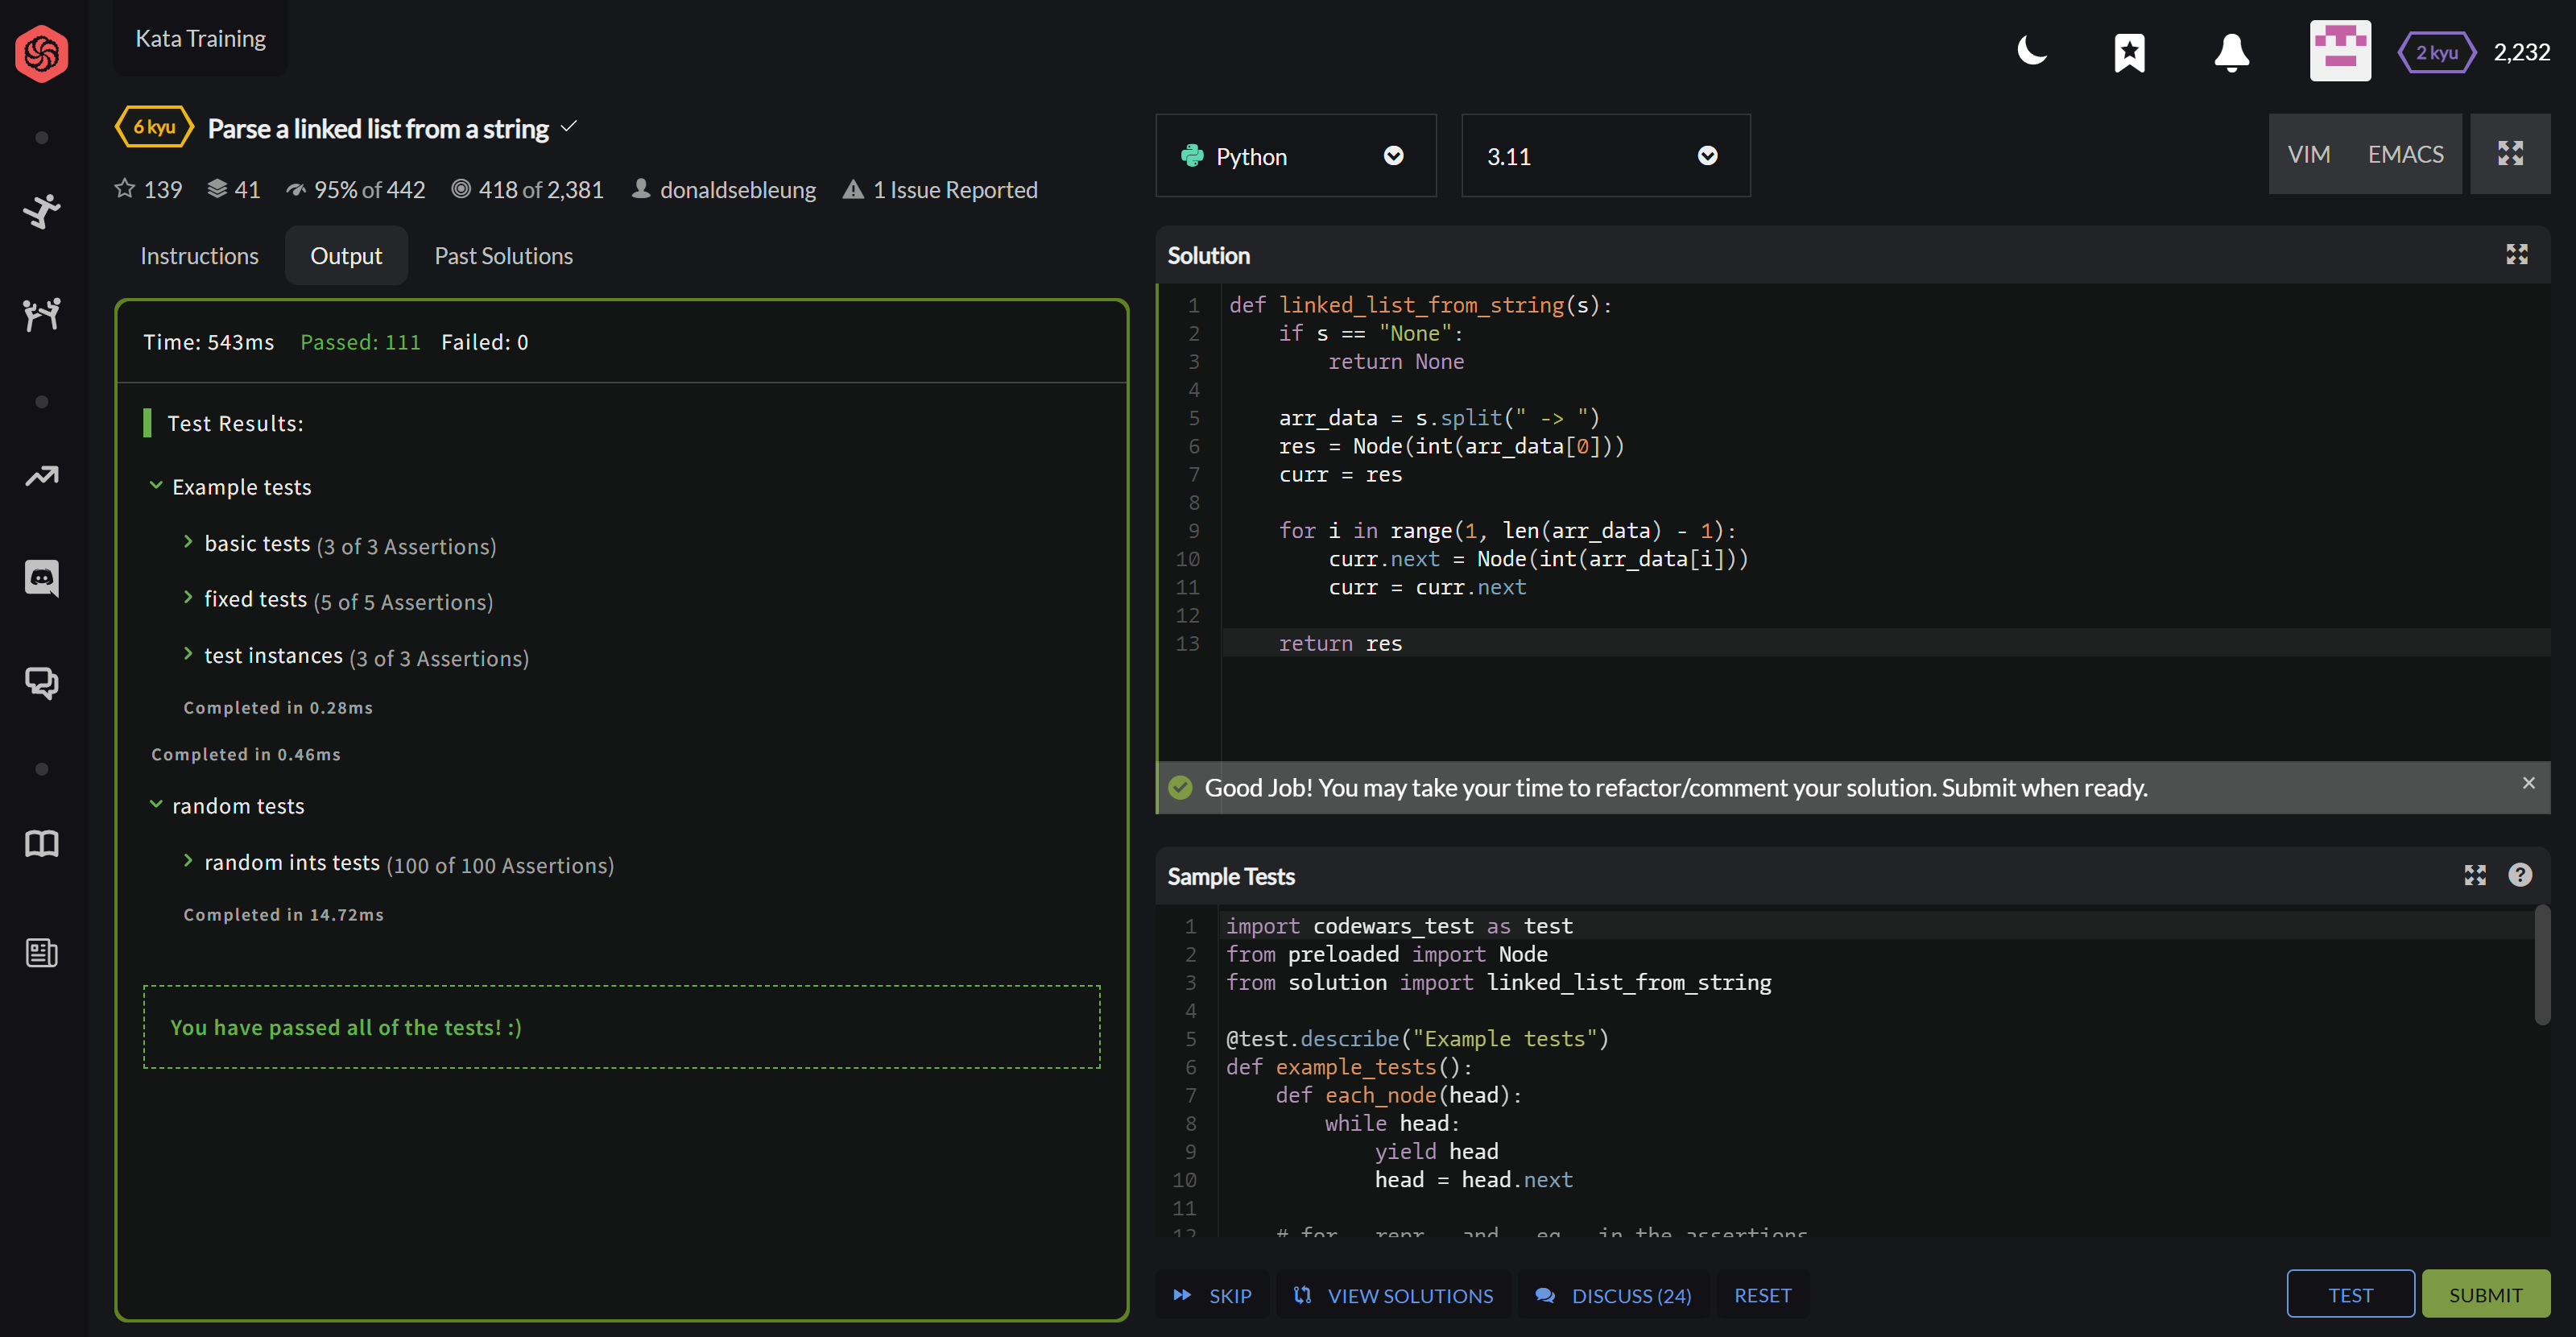 Kata Training
2 kyu 2,232
6 kyu Parse a linked list from a string
139 41 95% of 442 418 of 2,381 donaldsebleung 1 Issue Reported
Instructions Output Past Solutions
Time: 543ms Passed: 111 Failed: 0
Test Results:
Example tests
basic tests (3 of 3 Assertions)
fixed tests (5 of 5 Assertions)
test instances (3 of 3 Assertions)
Completed in 0.28ms
Completed in 0.46ms
random tests
random ints tests (100 of 100 Assertions)
Completed in 14.72ms
You have passed all of the tests! :)
Python 3.11 VIM EMACS
Solution
1 def linked_list_from_string(s):
2     if s == "None":
3         return None
4
5     arr_data = s.split(" -> ")
6     res = Node(int(arr_data[0]))
7     curr = res
8
9     for i in range(1, len(arr_data) - 1):
10         curr.next = Node(int(arr_data[i]))
11         curr = curr.next
12
13     return res
Good Job! You may take your time to refactor/comment your solution. Submit when ready.
Sample Tests
1 import codewars_test as test
2 from preloaded import Node
3 from solution import linked_list_from_string
4
5 @test.describe("Example tests")
6 def example_tests():
7     def each_node(head):
8         while head:
9             yield head
10             head = head.next
11
12     # for __repr__ and __eq__ in the assertions
SKIP VIEW SOLUTIONS DISCUSS (24) RESET TEST SUBMIT